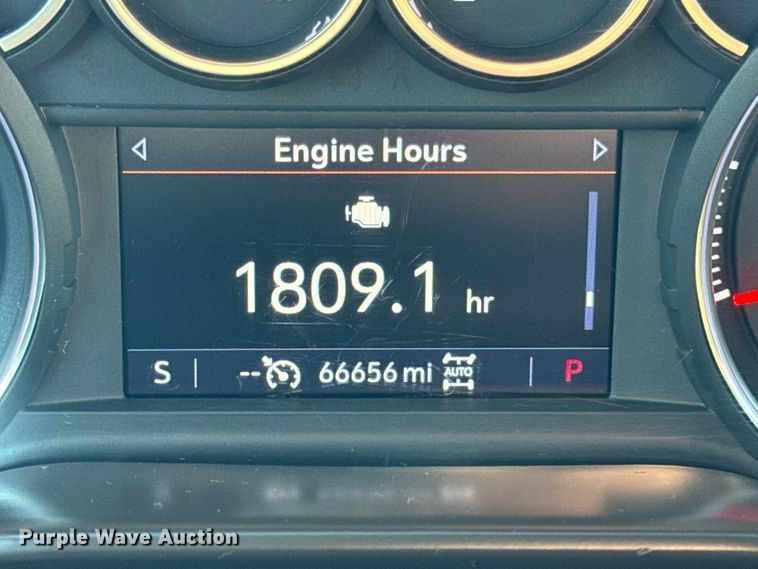 Engine Hours
1809.1 hr
S -- 66656 mi AUTO P
Purple Wave Auction